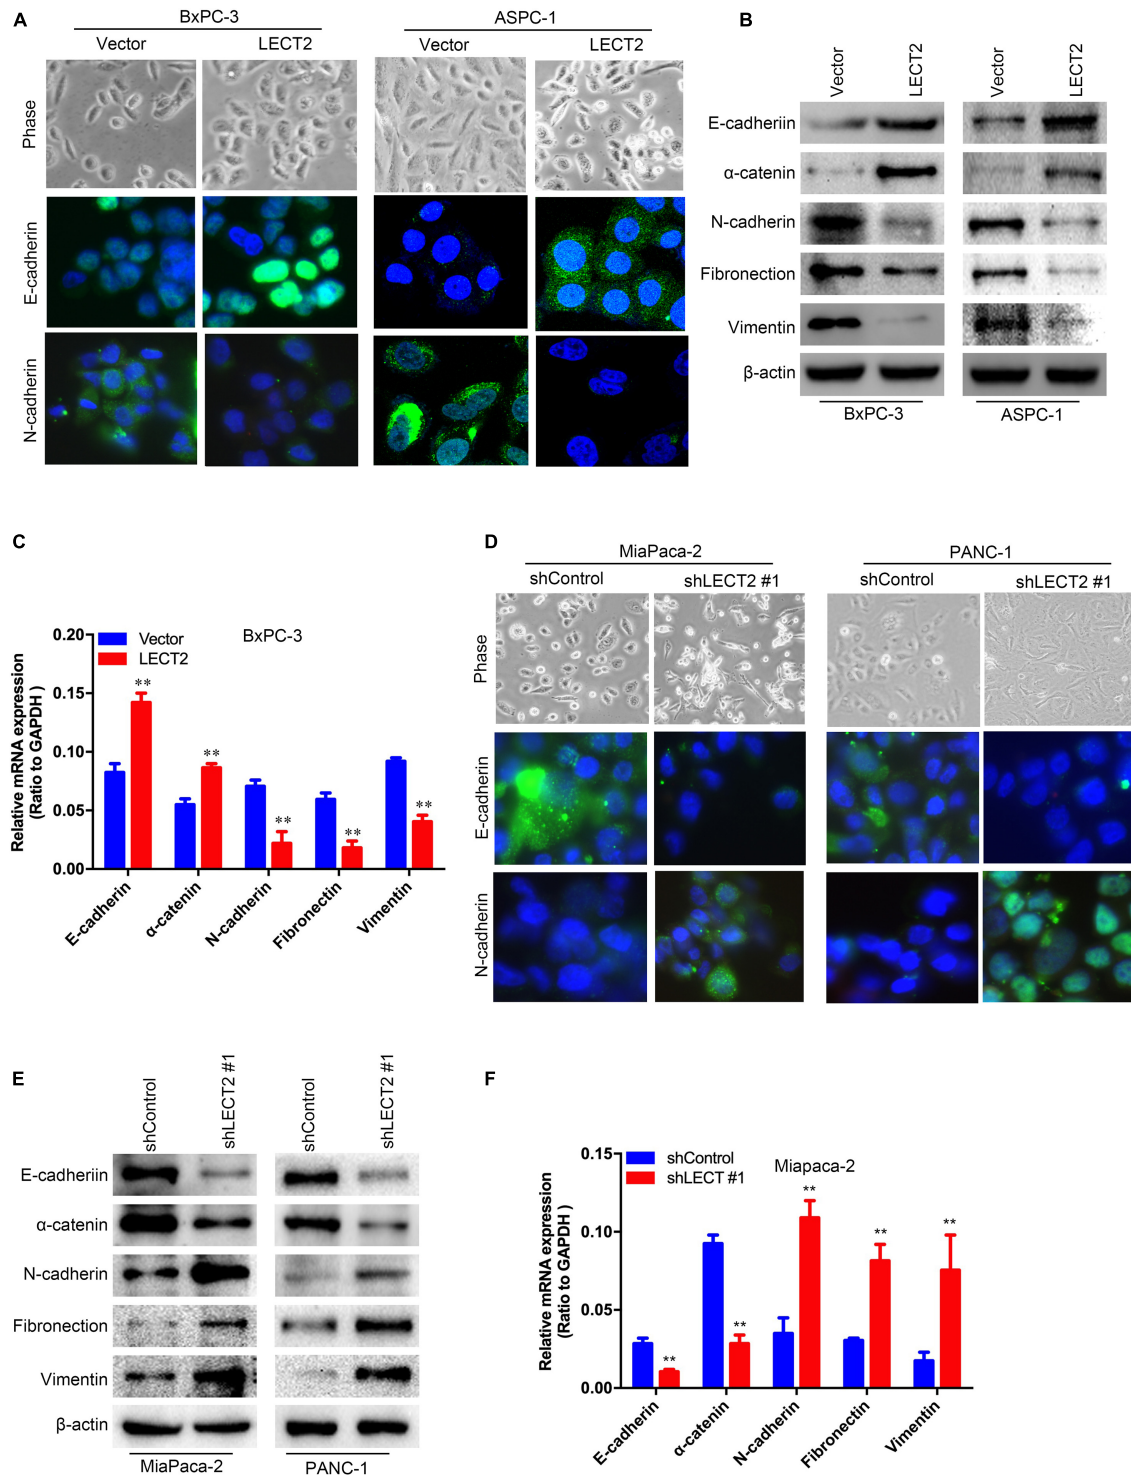 A
BxPC-3
ASPC-1
Vector
LECT2
Vector
LECT2
Phase
E-cadherin
N-cadherin
B
Vector
LECT2
Vector
LECT2
E-cadheriin
α-catenin
N-cadherin
Fibronection
Vimentin
β-actin
BxPC-3
ASPC-1
C
BxPC-3
Vector
LECT2
Relative mRNA expression
(Ratio to GAPDH )
0.20
0.15
0.10
0.05
0.00
**
**
**
**
**
E-cadherin
α-catenin
N-cadherin
Fibronectin
Vimentin
D
MiaPaca-2
PANC-1
shControl
shLECT2 #1
shControl
shLECT2 #1
Phase
E-cadherin
N-cadherin
E
shControl
shLECT2 #1
shControl
shLECT2 #1
E-cadheriin
α-catenin
N-cadherin
Fibronection
Vimentin
β-actin
MiaPaca-2
PANC-1
F
Miapaca-2
shControl
shLECT #1
Relative mRNA expression
(Ratio to GAPDH )
0.15
0.10
0.05
0.00
**
**
**
**
**
E-cadherin
α-catenin
N-cadherin
Fibronectin
Vimentin